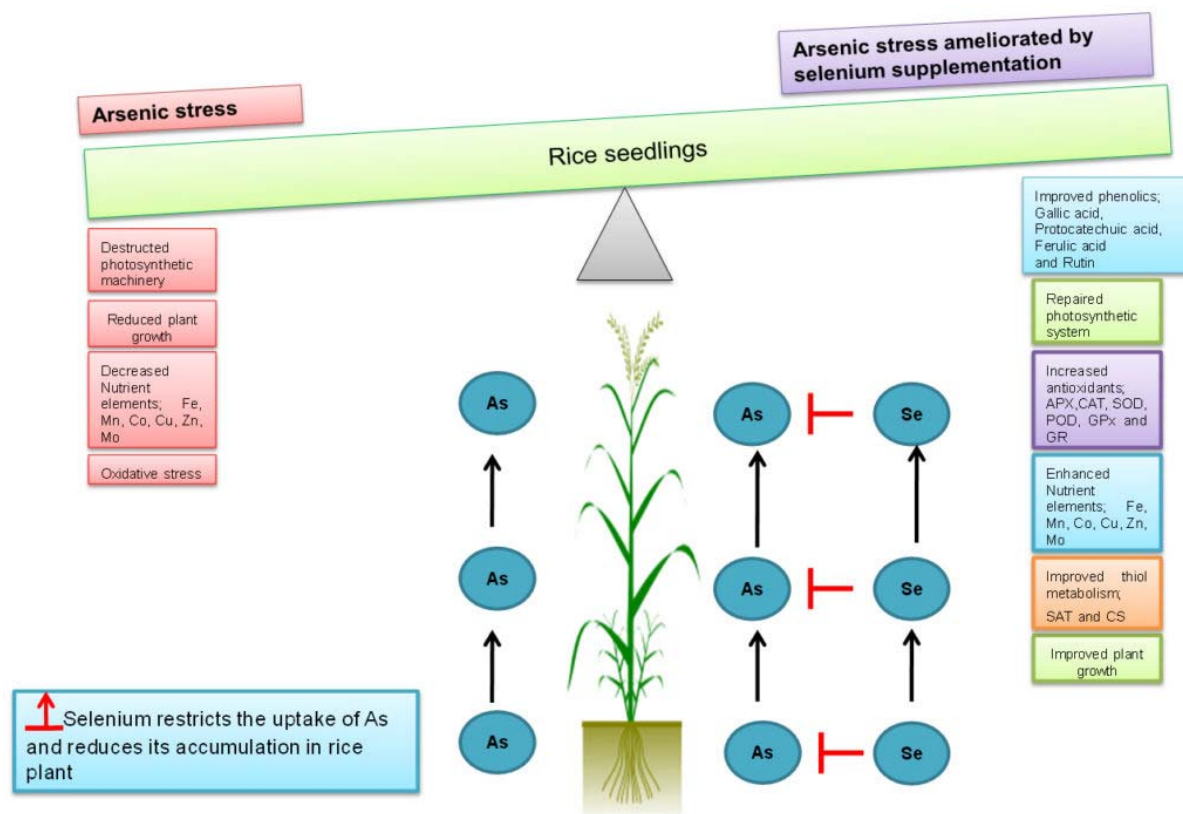 Arsenic stress ameliorated by
selenium supplementation
Arsenic stress
Rice seedlings
Destructed
photosynthetic
machinery
Reduced plant
growth
Decreased
Nutrient
elements; Fe,
Mn, Co, Cu, Zn,
Mo
Oxidative stress
As
As
As
As
Se
As
Se
As
Se
Improved phenolics;
Gallic acid,
Protocatechuic acid,
Ferulic acid
and Rutin
Repaired
photosynthetic
system
Increased
antioxidants;
APX,CAT, SOD,
POD, GPx and
GR
Enhanced
Nutrient
elements; Fe,
Mn, Co, Cu, Zn,
Mo
Improved thiol
metabolism;
SAT and CS
Improved plant
growth
Selenium restricts the uptake of As
and reduces its accumulation in rice
plant